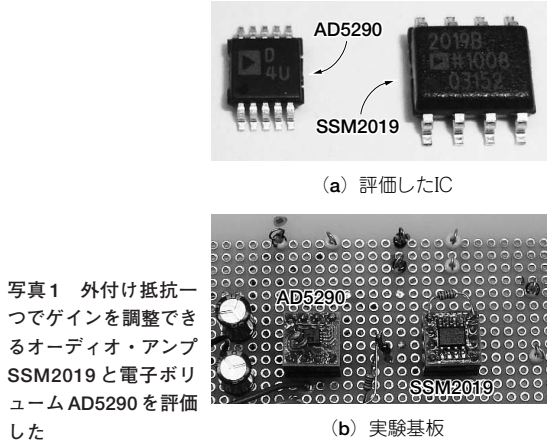 AD5290
D
4U
2019B
#1008
03152
SSM2019
(a) 評価したIC
AD5290
SSM2019
(b) 実験基板
写真1 外付け抵抗一
つでゲインを調整でき
るオーディオ・アンプ
SSM2019と電子ボリ
ュームAD5290を評価
した